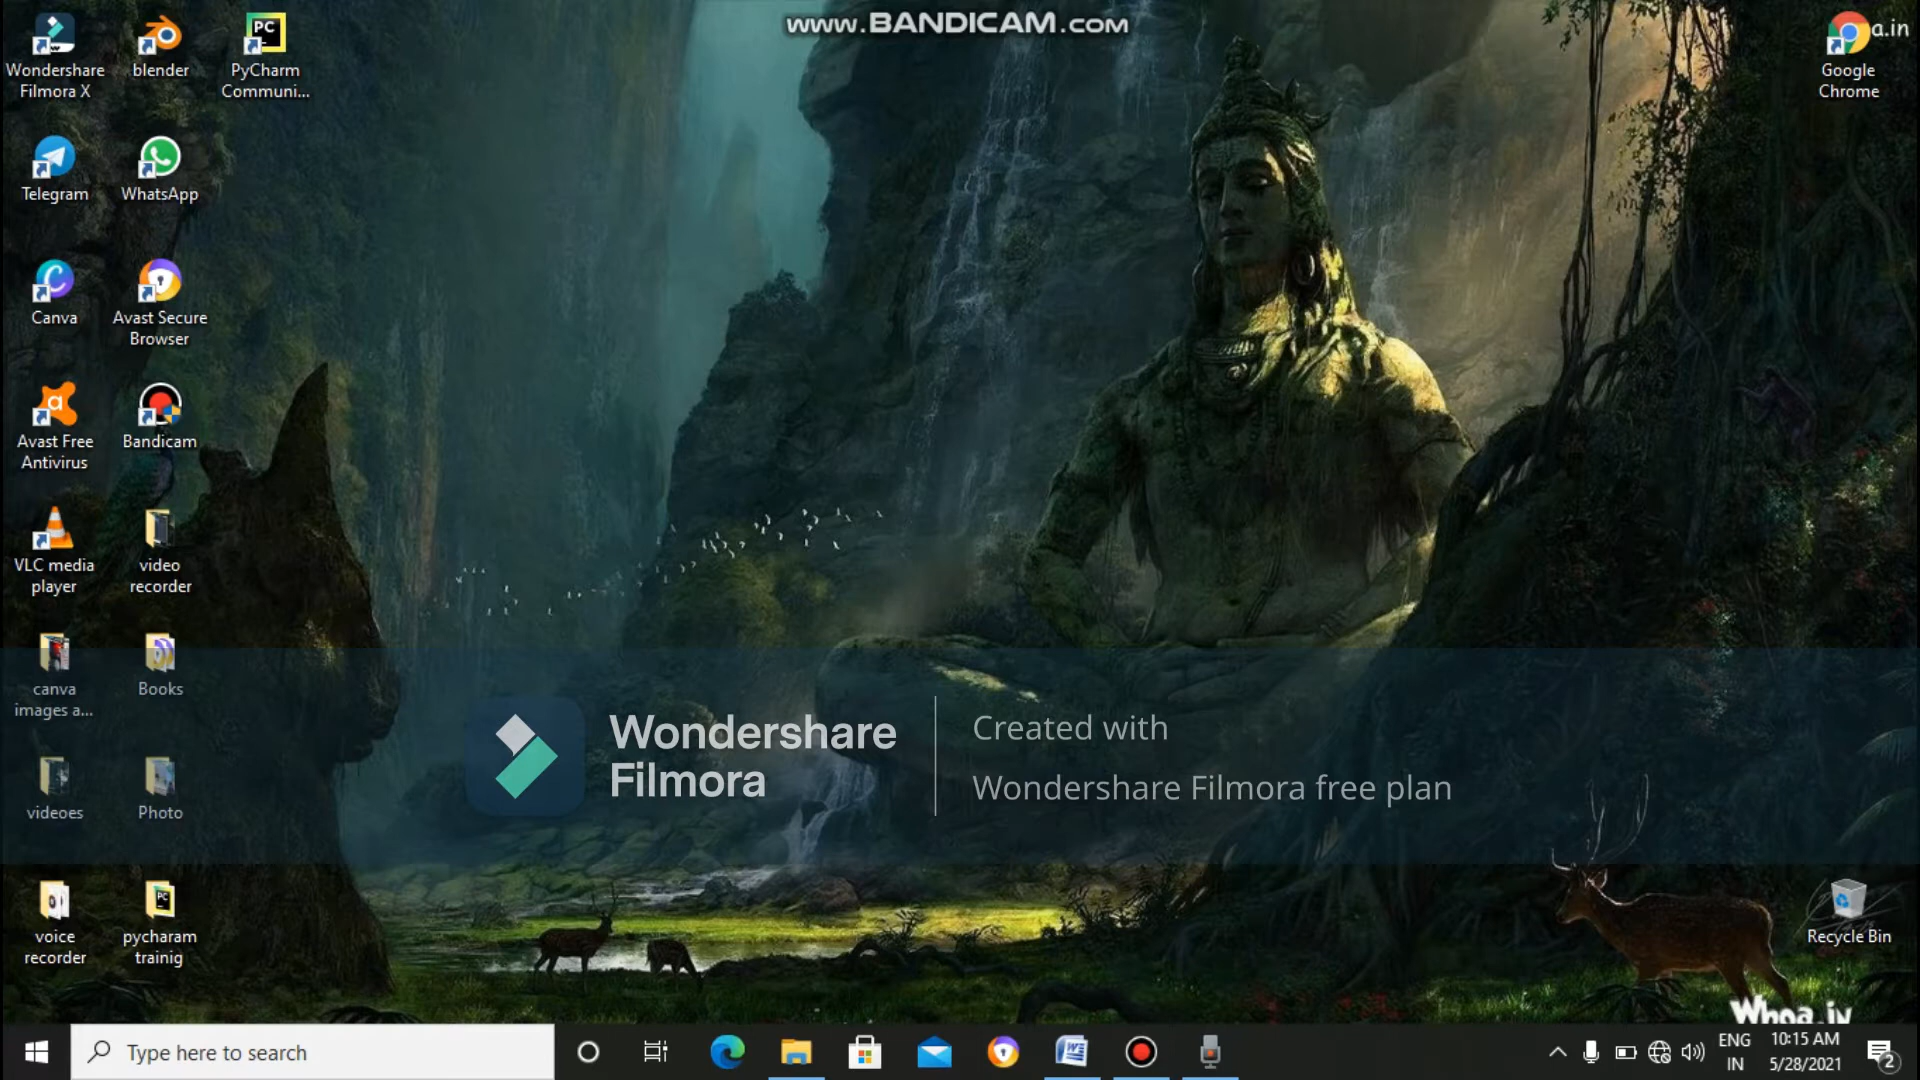 www.BANDICAM.com
a.in
Wondershare
Filmora X
blender
PyCharm
Communi...
Google
Chrome
Telegram
WhatsApp
Canva
Avast Secure
Browser
Avast Free
Antivirus
Bandicam
VLC media
player
video
recorder
canva
images a...
Books
Wondershare
Filmora
Created with
Wondershare Filmora free plan
videoes
Photo
voice
recorder
pycharam
trainig
Recycle Bin
Type here to search
ENG
IN
10:15 AM
5/28/2021
2